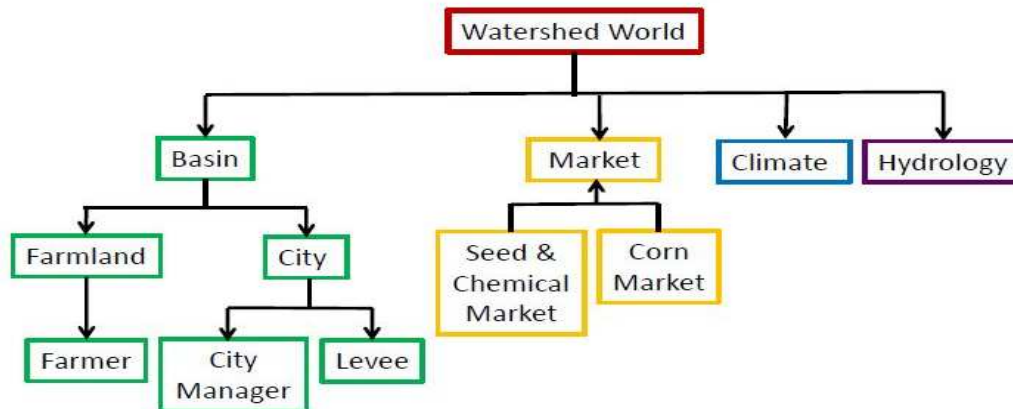 Watershed World
Basin
Market
Climate
Hydrology
Farmland
City
Seed &
Chemical
Market
Corn
Market
Farmer
City
Manager
Levee